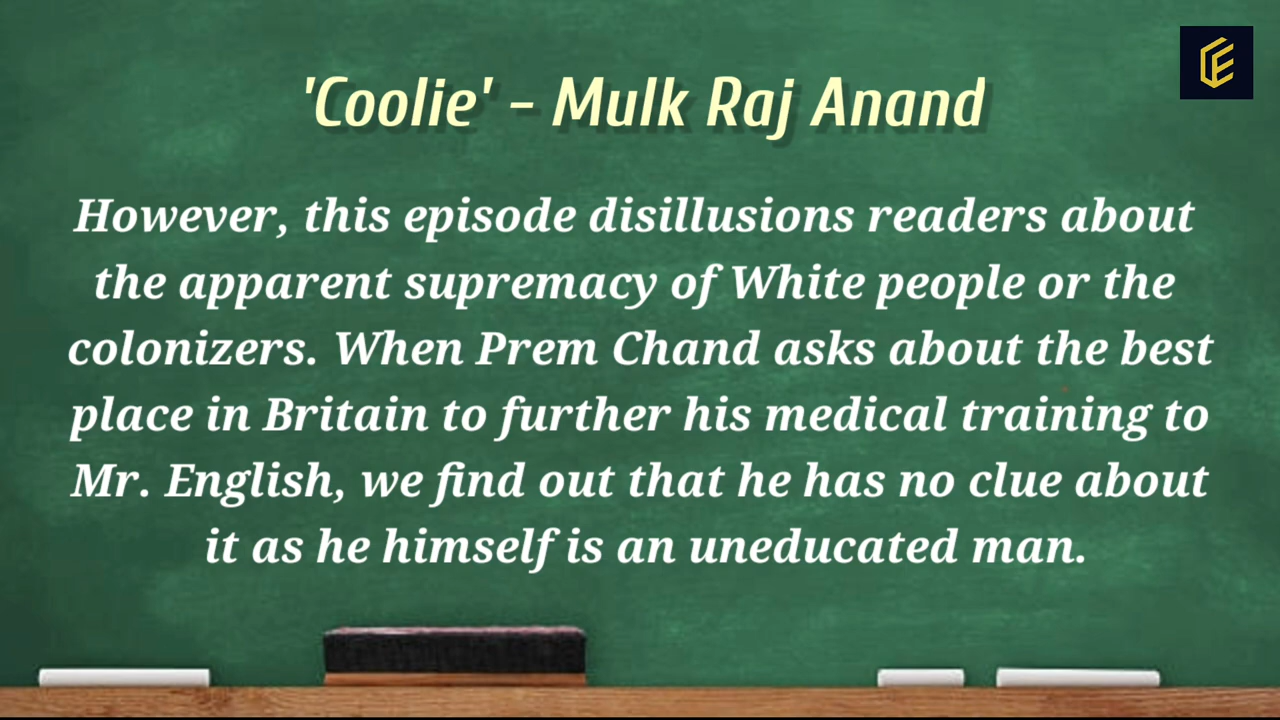 'Coolie' - Mulk Raj Anand
However, this episode disillusions readers about
the apparent supremacy of White people or the
colonizers. When Prem Chand asks about the best
place in Britain to further his medical training to
Mr. English, we find out that he has no clue about
it as he himself is an uneducated man.